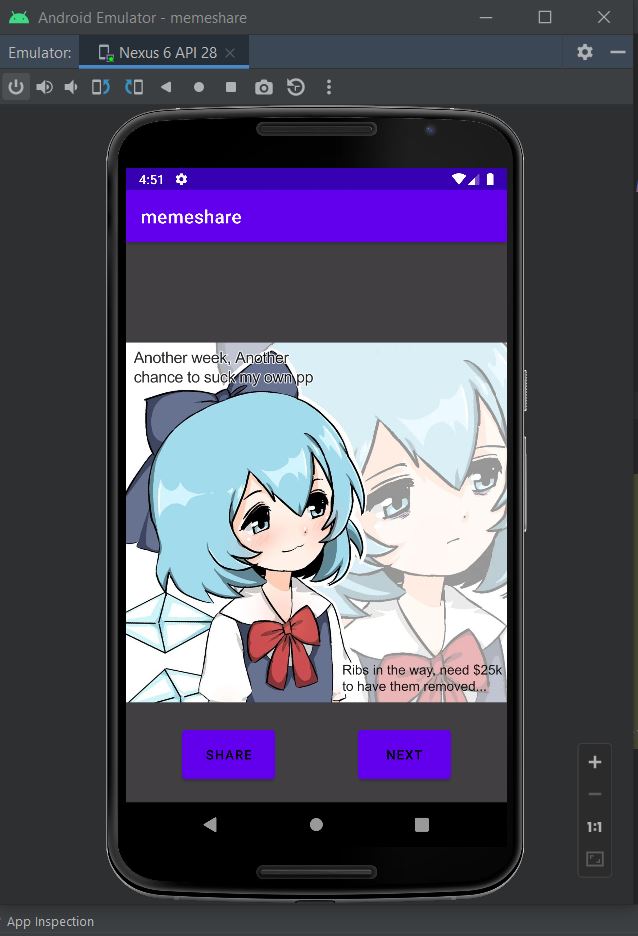 Android Emulator - memeshare
Emulator: Nexus 6 API 28
4:51
memeshare
Another week, Another
chance to suck my own pp
Ribs in the way, need $25k
to have them removed...
SHARE NEXT
1:1
App Inspection